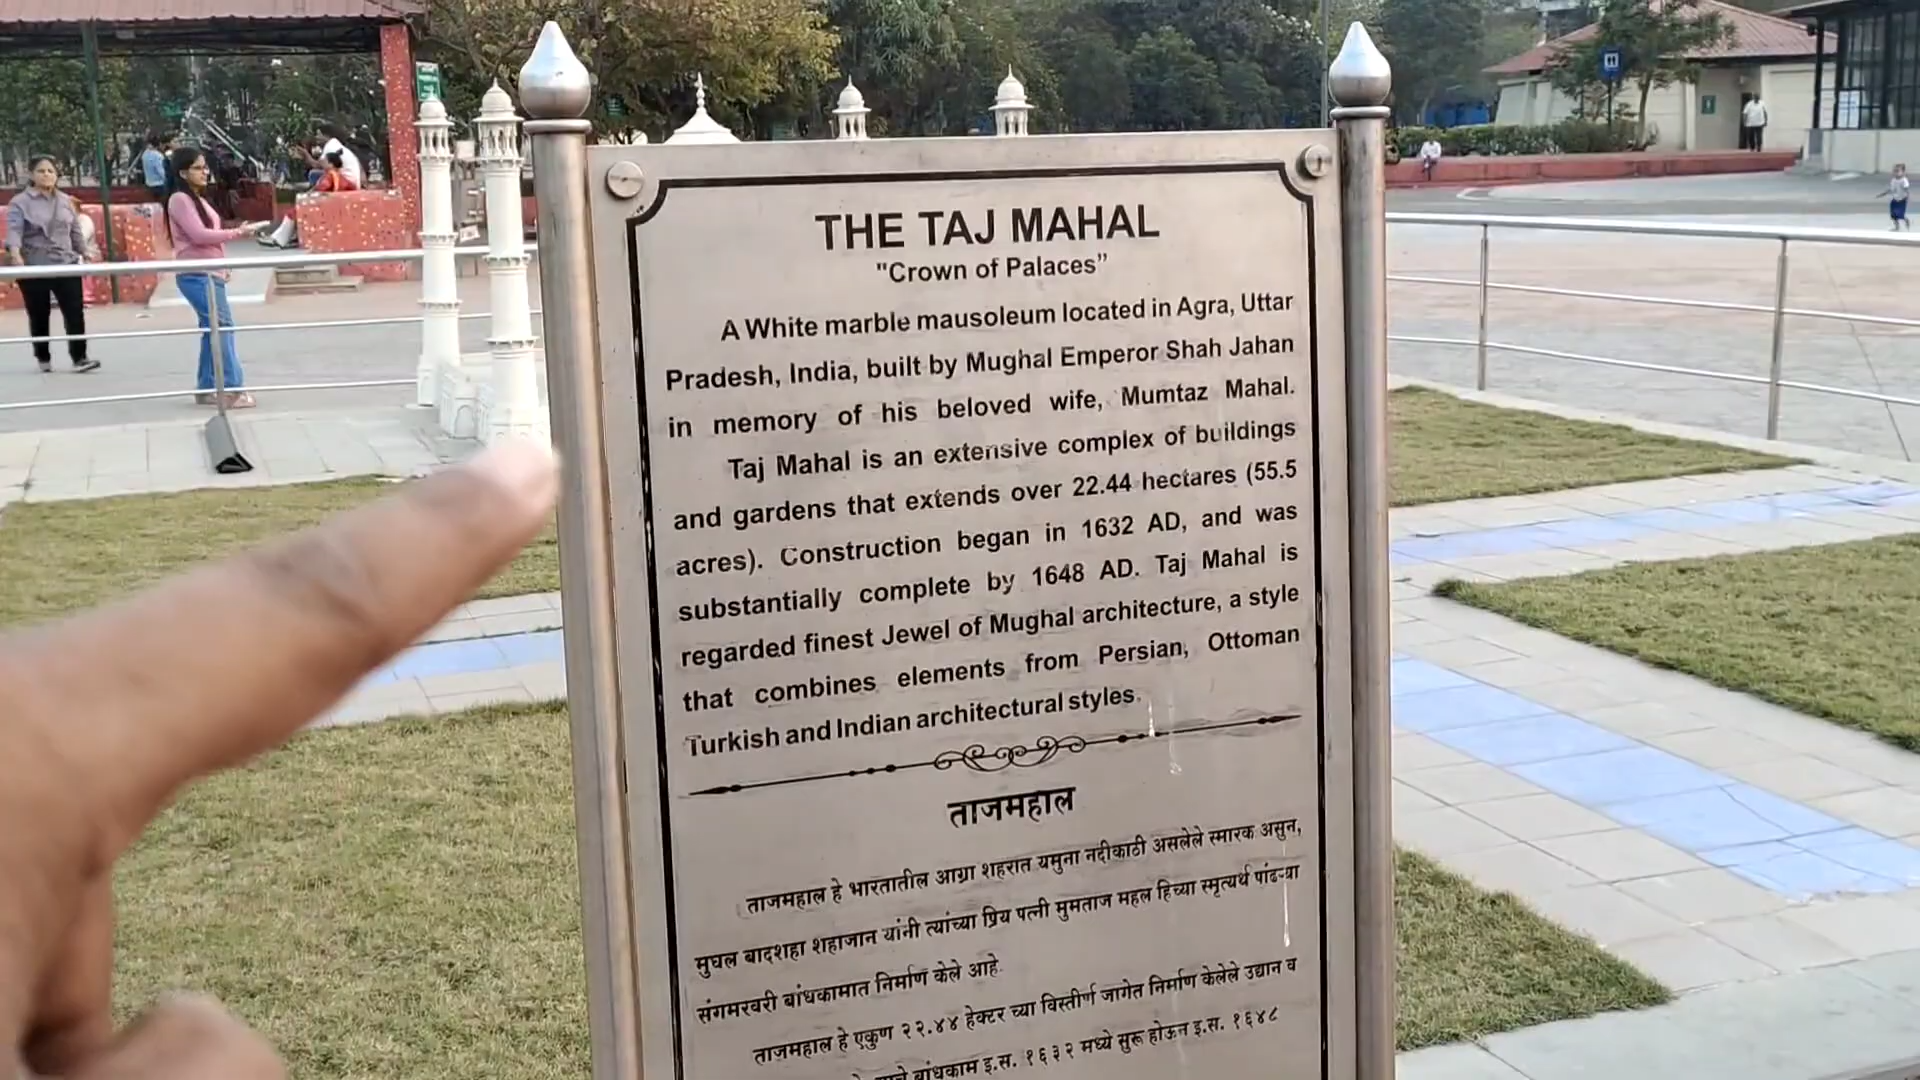 THE TAJ MAHAL
"Crown of Palaces”
A White marble mausoleum located in Agra, Uttar
Pradesh, India, built by Mughal Emperor Shah Jahan
in memory of his beloved wife, Mumtaz Mahal.
Taj Mahal is an extensive complex of buildings
and gardens that extends over 22.44 hectares (55.5
acres). Construction began in 1632 AD, and was
substantially complete by 1648 AD. Taj Mahal is
regarded finest Jewel of Mughal architecture, a style
that combines elements from Persian, Ottoman
Turkish and Indian architectural styles.
ताजमहाल
ताजमहाल हे भारतातील आग्रा शहरात यमुना नदीकाठी असलेले स्मारक असुन,
मुघल बादशहा शहाजान यांनी त्यांच्या प्रिय पत्नी मुमताज महल हिच्या स्मृत्यर्थ पांढऱ्या
संगमरवरी बांधकामात निर्माण केले आहे.
ताजमहाल हे एकुण २२.४४ हेक्टर च्या विस्तीर्ण जागेत निर्माण केलेले उद्यान व
बांधकाम इ.स. १६३२ मध्ये सुरू होऊन इ.स. १६४८